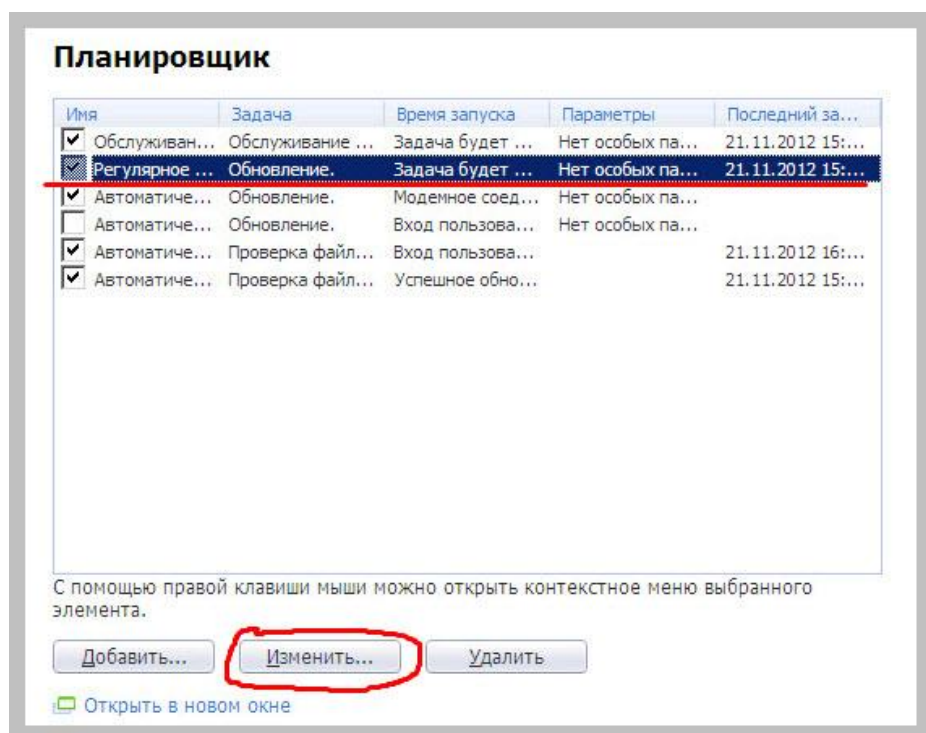 Планировщик
Имя Задача Время запуска Параметры Последний за...
Обслуживан... Обслуживание ... Задача будет ... Нет особых па... 21.11.2012 15:...
Регулярное ... Обновление. Задача будет ... Нет особых па... 21.11.2012 15:...
Автоматиче... Обновление. Модемное соед... Нет особых па...
Автоматиче... Обновление. Вход пользова... Нет особых па...
Автоматиче... Проверка файл... Вход пользова... 21.11.2012 16:...
Автоматиче... Проверка файл... Успешное обно... 21.11.2012 15:...
С помощью правой клавиши мыши можно открыть контекстное меню выбранного
элемента.
Добавить... Изменить... Удалить
Открыть в новом окне